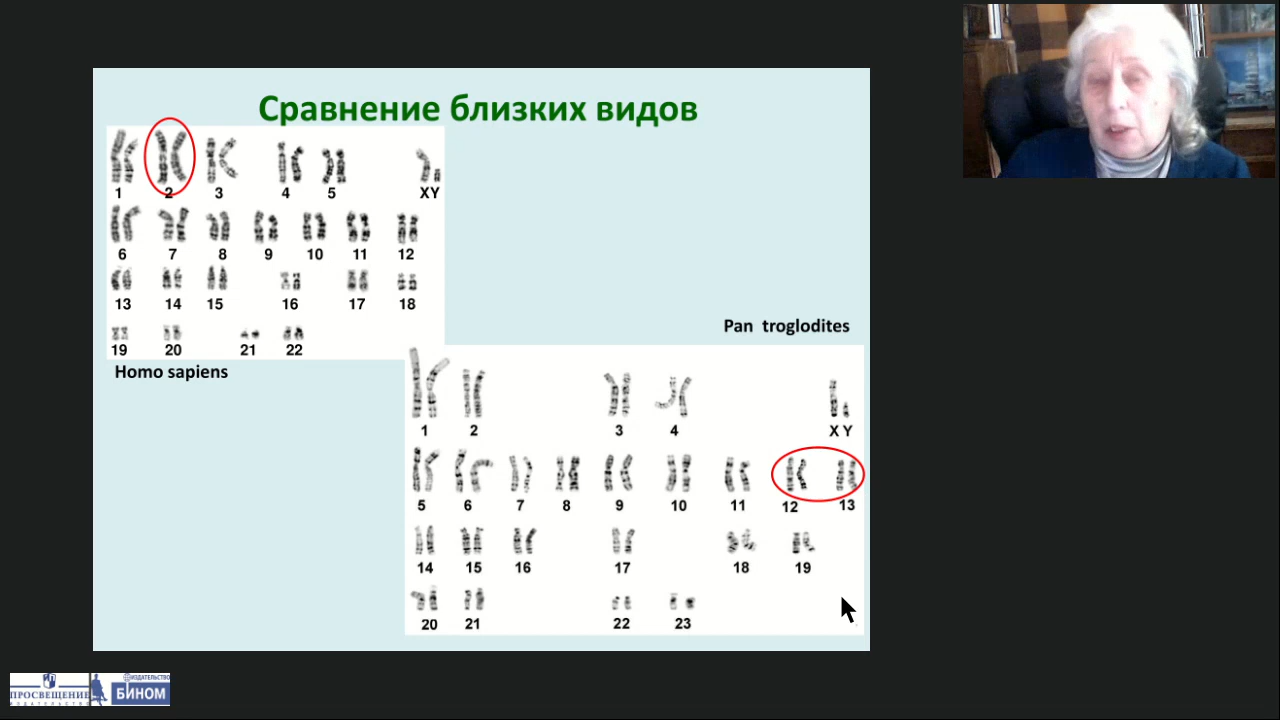 Сравнение близких видов
1 2 3 4 5 XY
6 7 8 9 10 11 12
13 14 15 16 17 18
19 20 21 22
Homo sapiens
Pan troglodites
1 2 3 4 X Y
5 6 7 8 9 10 11 12 13
14 15 16 17 18 19
20 21 22 23
ПРОСВЕЩЕНИЕ
ИЗДАТЕЛЬСТВО
ИЗДАТЕЛЬСТВО
БИНОМ